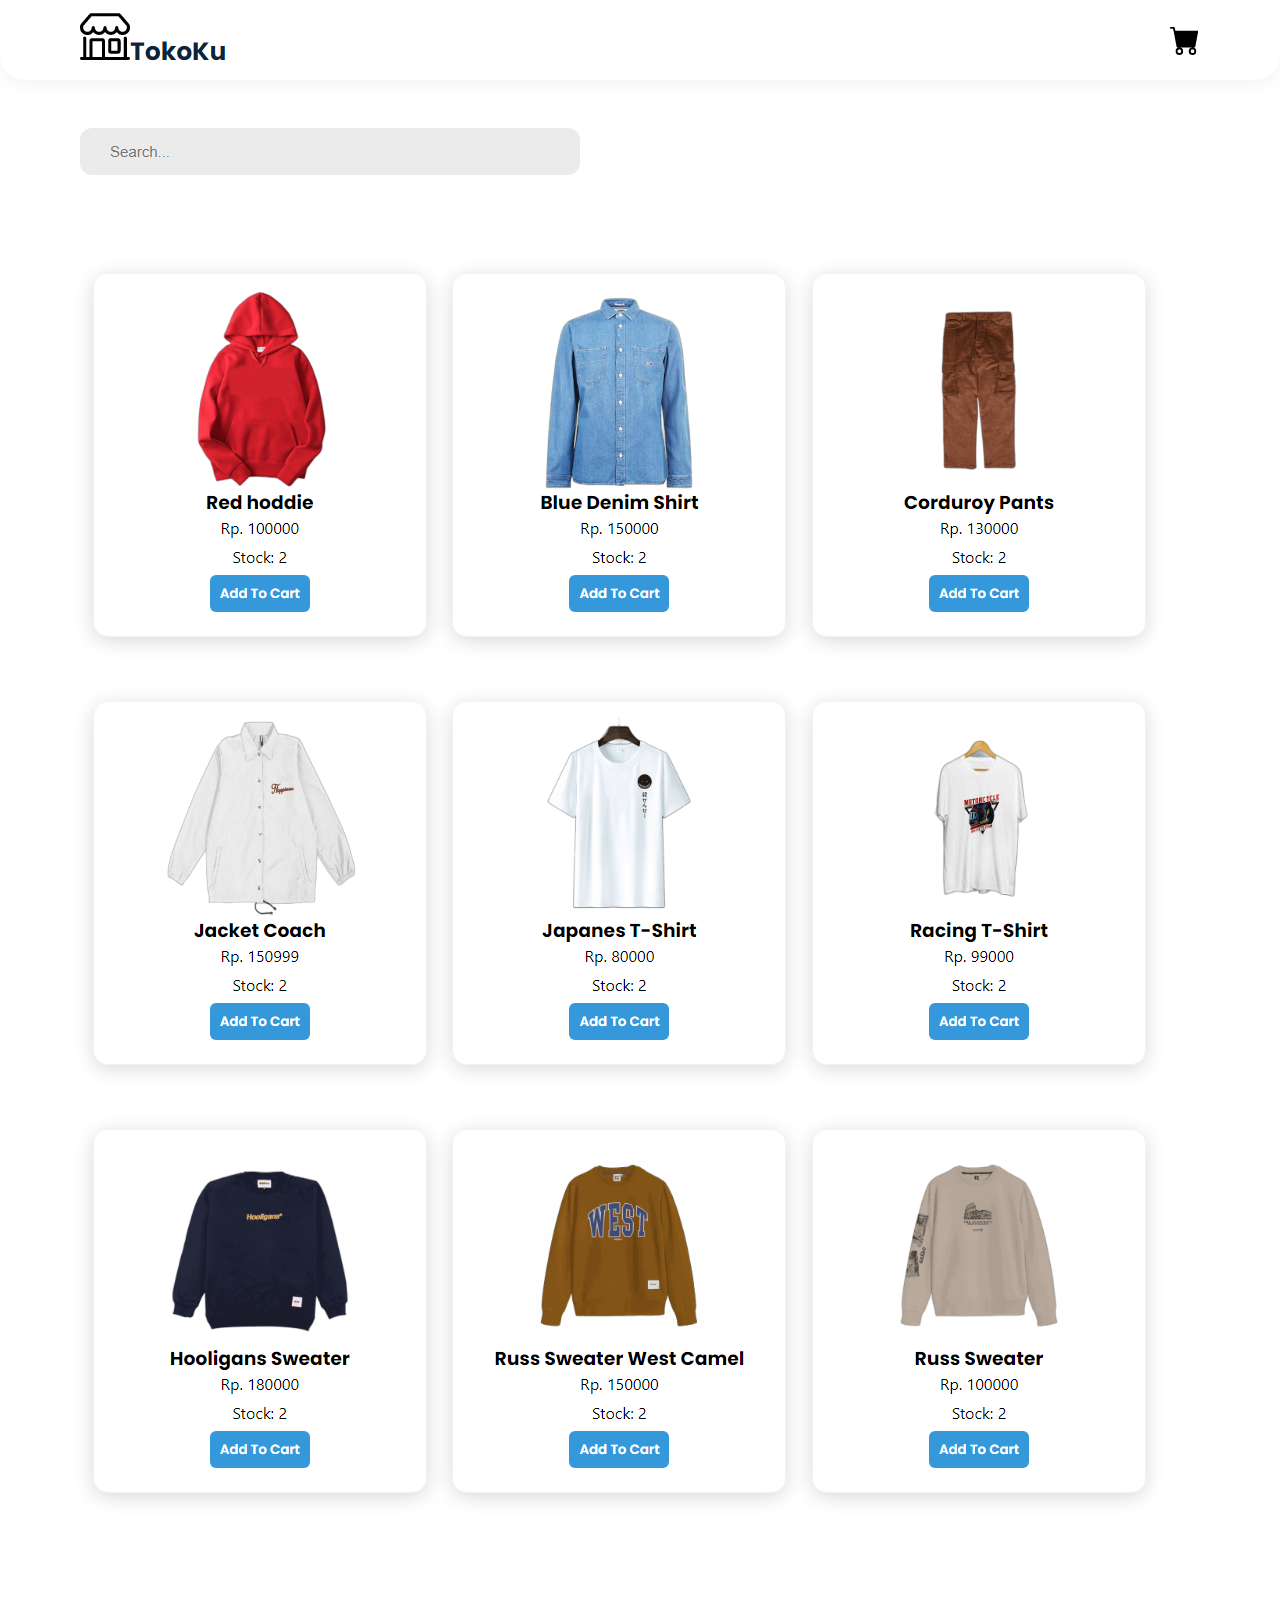 TokoKu
Search...
Red hoddie
Rp. 100000
Stock: 2
Add To Cart
Blue Denim Shirt
Rp. 150000
Stock: 2
Add To Cart
Corduroy Pants
Rp. 130000
Stock: 2
Add To Cart
Happiness
Jacket Coach
Rp. 150999
Stock: 2
Add To Cart
Japanes T-Shirt
Rp. 80000
Stock: 2
Add To Cart
MOTORCYCLE
Racing T-Shirt
Rp. 99000
Stock: 2
Add To Cart
Hooligans
Hooligans Sweater
Rp. 180000
Stock: 2
Add To Cart
WEST
Russ Sweater West Camel
Rp. 150000
Stock: 2
Add To Cart
Russ Sweater
Rp. 100000
Stock: 2
Add To Cart